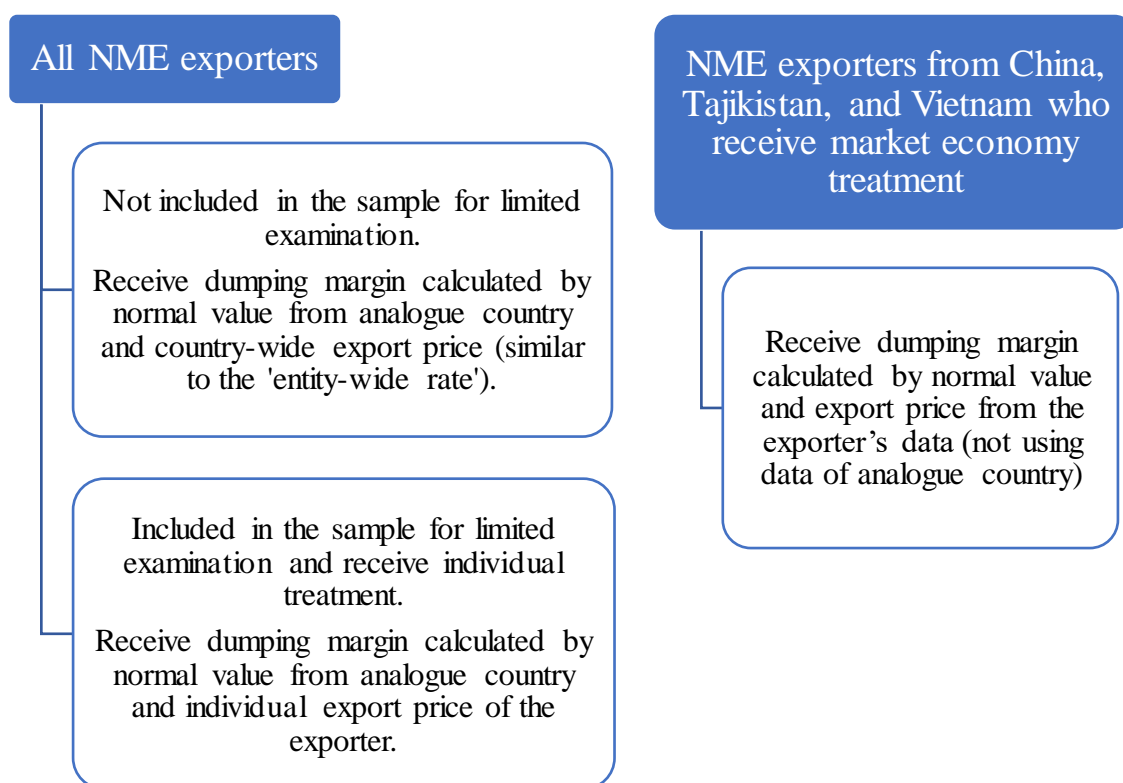 All NME exporters
Not included in the sample for limited
examination.
Receive dumping margin calculated by
normal value from analogue country
and country-wide export price (similar
to the 'entity-wide rate').
Included in the sample for limited
examination and receive individual
treatment.
Receive dumping margin calculated by
normal value from analogue country
and individual export price of the
exporter.
NME exporters from China,
Tajikistan, and Vietnam who
receive market economy
treatment
Receive dumping margin
calculated by normal value
and export price from the
exporter’s data (not using
data of analogue country)